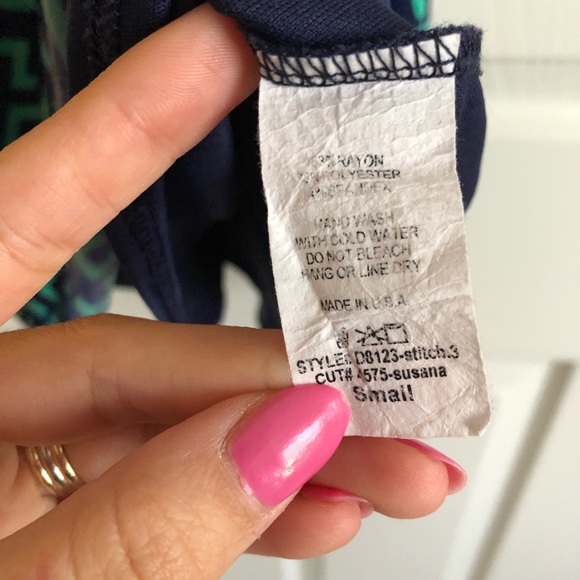 RAYON
POLYESTER
HAND WASH
WITH COLD WATER
DO NOT BLEACH
HANG OR LINE DRY
MADE IN U.S.A.
STYLE# D8123-stitch.3
CUT# 4575-susana
Small